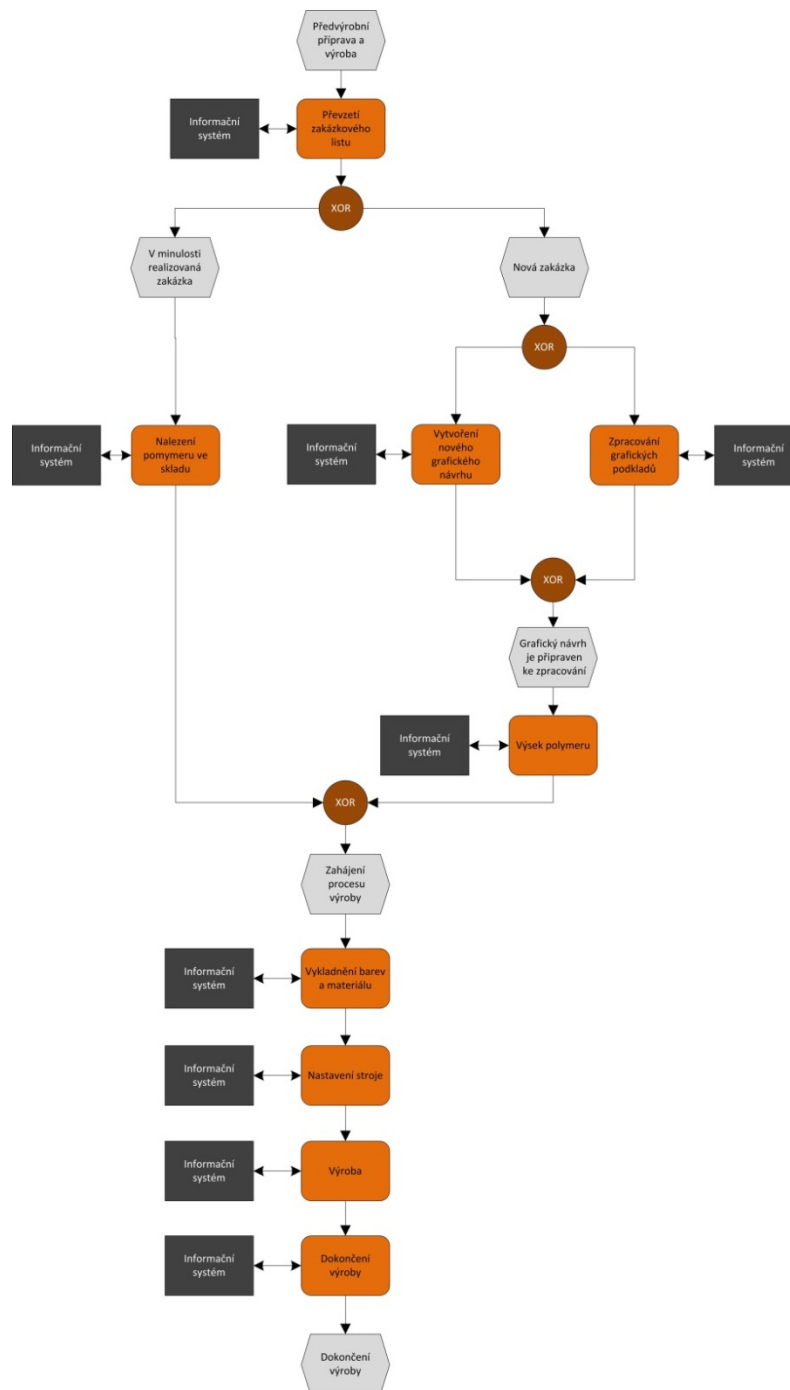 Předvýrobní
příprava a
výroba
Informační
systém
Převzetí
zakázkového
listu
XOR
V minulosti
realizovaná
zakázka
Nová zakázka
XOR
Informační
systém
Nalezení
pomymeru ve
skladu
Informační
systém
Vytvoření
nového
grafického
návrhu
Zpracování
grafických
podkladů
Informační
systém
XOR
Grafický návrh
je připraven
ke zpracování
Informační
systém
Výsek polymeru
XOR
Zahájení
procesu
výroby
Informační
systém
Vykladnění barev
a materiálu
Informační
systém
Nastavení stroje
Informační
systém
Výroba
Informační
systém
Dokončení
výroby
Dokončení
výroby